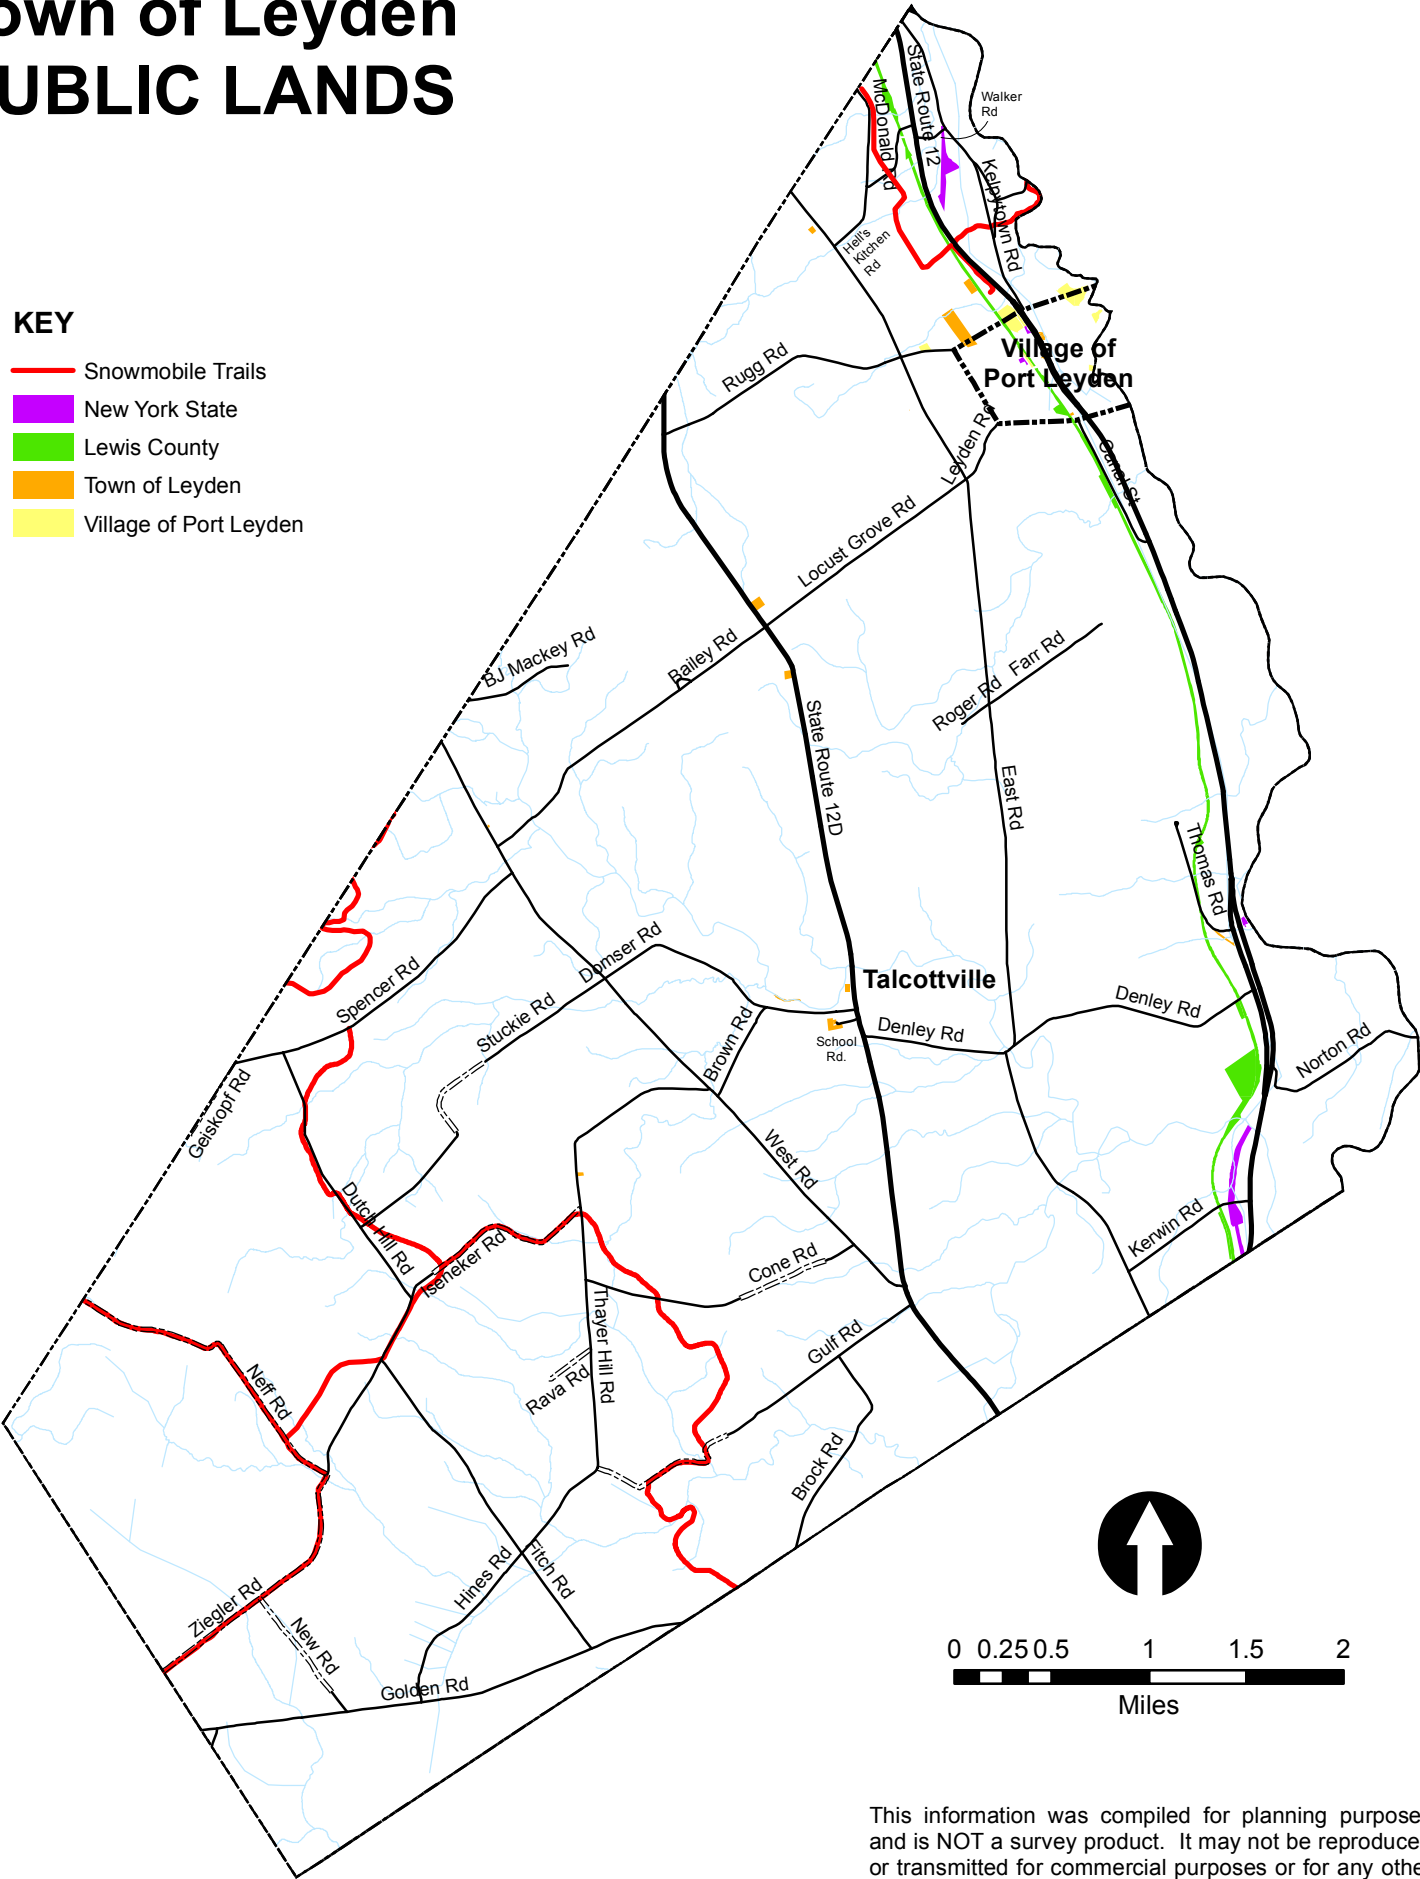 own of Leyden
UBLIC LANDS
KEY
Snowmobile Trails
New York State
Lewis County
Town of Leyden
Village of Port Leyden
State Route 12
McDonald Rd
Walker
Rd
Kelpytown Rd
Hell's
Kitchen
Rd
Village of
Port Leyden
Rugg Rd
Leyden Rd
Canal St
Locust Grove Rd
BJ Mackey Rd
Bailey Rd
Roger Rd
Farr Rd
State Route 12D
East Rd
Thomas Rd
Spencer Rd
Domser Rd
Stuckie Rd
Talcottville
Brown Rd
School
Rd.
Denley Rd
Denley Rd
Norton Rd
Geiskopf Rd
West Rd
Dutch Hill Rd
Iseneker Rd
Cone Rd
Kerwin Rd
Thayer Hill Rd
Gulf Rd
Neff Rd
Rava Rd
Brock Rd
Hines Rd
Fitch Rd
Ziegler Rd
New Rd
Golden Rd
0 0.25 0.5 1 1.5 2
Miles
This information was compiled for planning purpose
and is NOT a survey product. It may not be reproduce
or transmitted for commercial purposes or for any othe